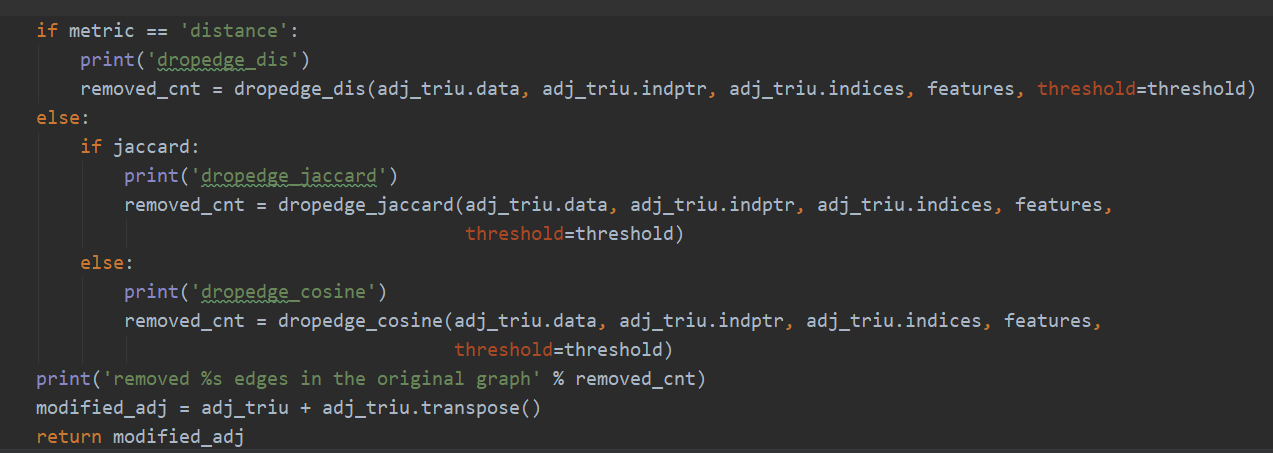 if metric == 'distance':
    print('dropedge_dis')
    removed_cnt = dropedge_dis(adj_triu.data, adj_triu.indptr, adj_triu.indices, features, threshold=threshold)
else:
    if jaccard:
        print('dropedge_jaccard')
        removed_cnt = dropedge_jaccard(adj_triu.data, adj_triu.indptr, adj_triu.indices, features,
                                       threshold=threshold)
    else:
        print('dropedge_cosine')
        removed_cnt = dropedge_cosine(adj_triu.data, adj_triu.indptr, adj_triu.indices, features,
                                      threshold=threshold)
print('removed %s edges in the original graph' % removed_cnt)
modified_adj = adj_triu + adj_triu.transpose()
return modified_adj